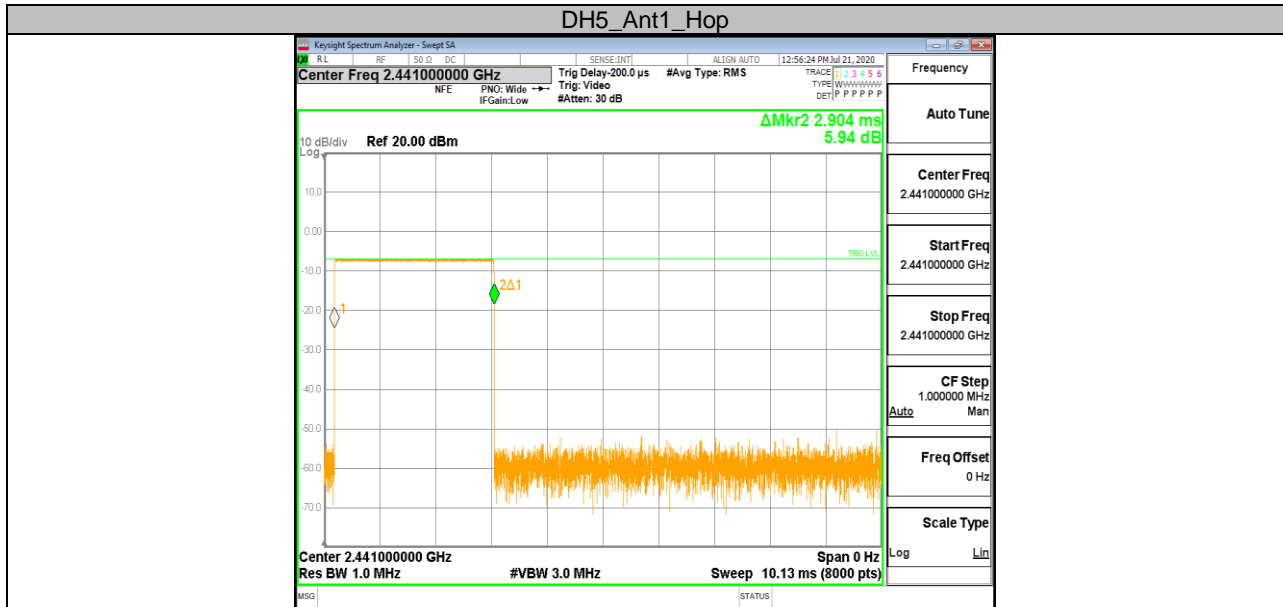 DH5_Ant1_Hop
Keysight Spectrum Analyzer - Swept SA
RL RF 50 Ω DC SENSE:INT ALIGN AUTO 12:56:24 PM Jul 21, 2020
Center Freq 2.441000000 GHz
NFE
PNO: Wide
IFGain:Low
Trig Delay-200.0 µs
Trig: Video
#Atten: 30 dB
#Avg Type: RMS
TRACE 1 2 3 4 5 6
TYPE WWWWWW
DET P P P P P P
ΔMkr2 2.904 ms
5.94 dB
10 dB/div Ref 20.00 dBm
Log
10.0
0.00
TRIG LVL
-10.0
2Δ1
-20.0
1
-30.0
-40.0
-50.0
-60.0
-70.0
Center 2.441000000 GHz Span 0 Hz
Res BW 1.0 MHz #VBW 3.0 MHz Sweep 10.13 ms (8000 pts)
MSG STATUS
Frequency
Auto Tune
Center Freq
2.441000000 GHz
Start Freq
2.441000000 GHz
Stop Freq
2.441000000 GHz
CF Step
1.000000 MHz
Auto Man
Freq Offset
0 Hz
Scale Type
Log Lin